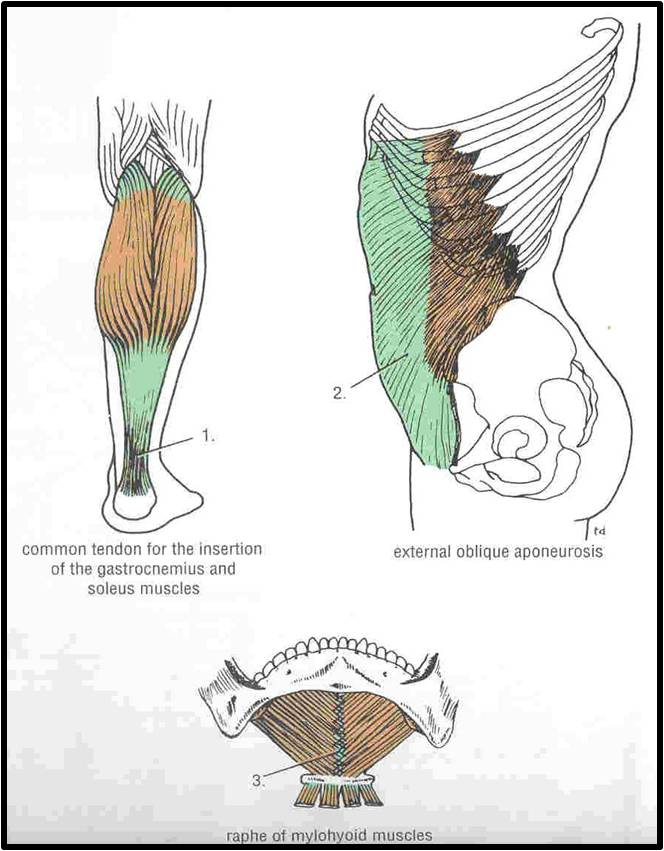 1.
2.
td
common tendon for the insertion
of the gastrocnemius and
soleus muscles
external oblique aponeurosis
3.
raphe of mylohyoid muscles